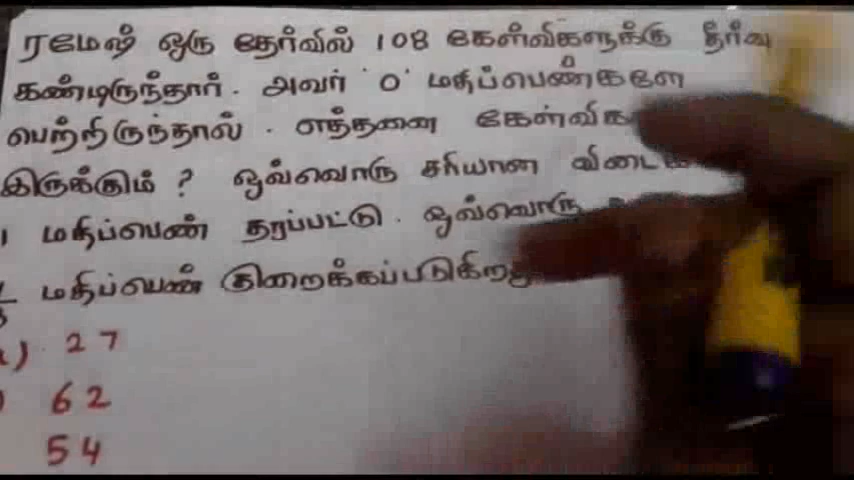 ரமேஷ் ஒரு தேர்வில் 108 கேள்விகளுக்கு தீர்வு
கண்டிருந்தார். அவர் '0' மதிப்பெண்களை
பெற்றிருந்தால். எத்தனை
இருக்கும்? ஒவ்வொரு சரியான
1 மதிப்பெண் தரப்பட்டு. ஒவ்வொரு
மதிப்பெண் குறைக்கப்படுகிறது
27
62
54